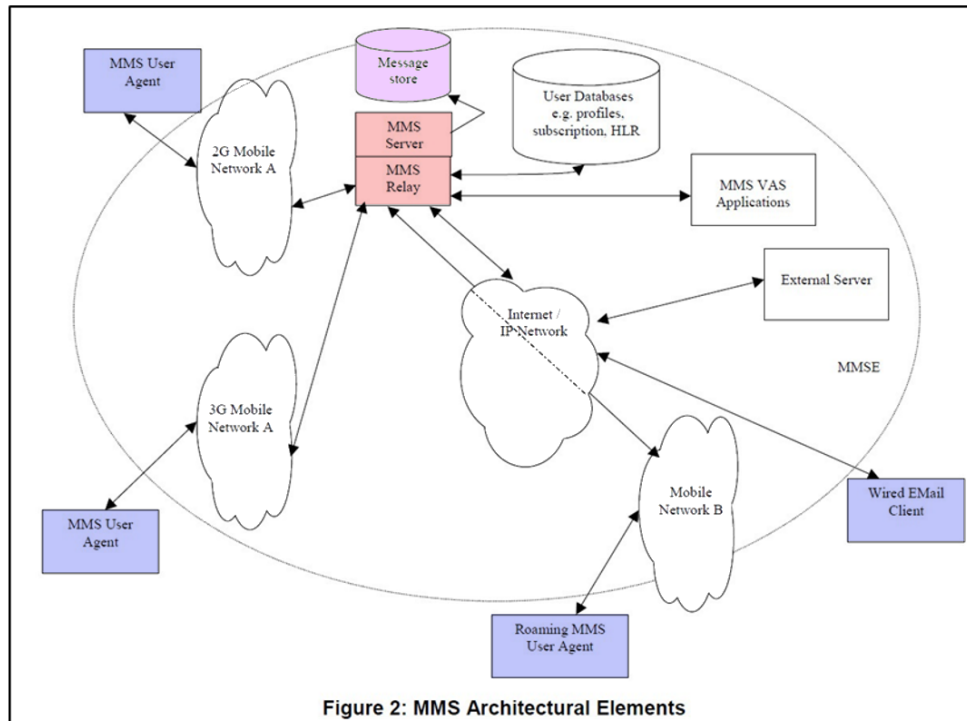 MMS User
Agent
Message
store
User Databases
e.g. profiles,
subscription, HLR
MMS
Server
MMS
Relay
2G Mobile
Network A
MMS VAS
Applications
External Server
Internet /
IP Network
MMSE
3G Mobile
Network A
MMS User
Agent
Mobile
Network B
Wired EMail
Client
Roaming MMS
User Agent
Figure 2: MMS Architectural Elements